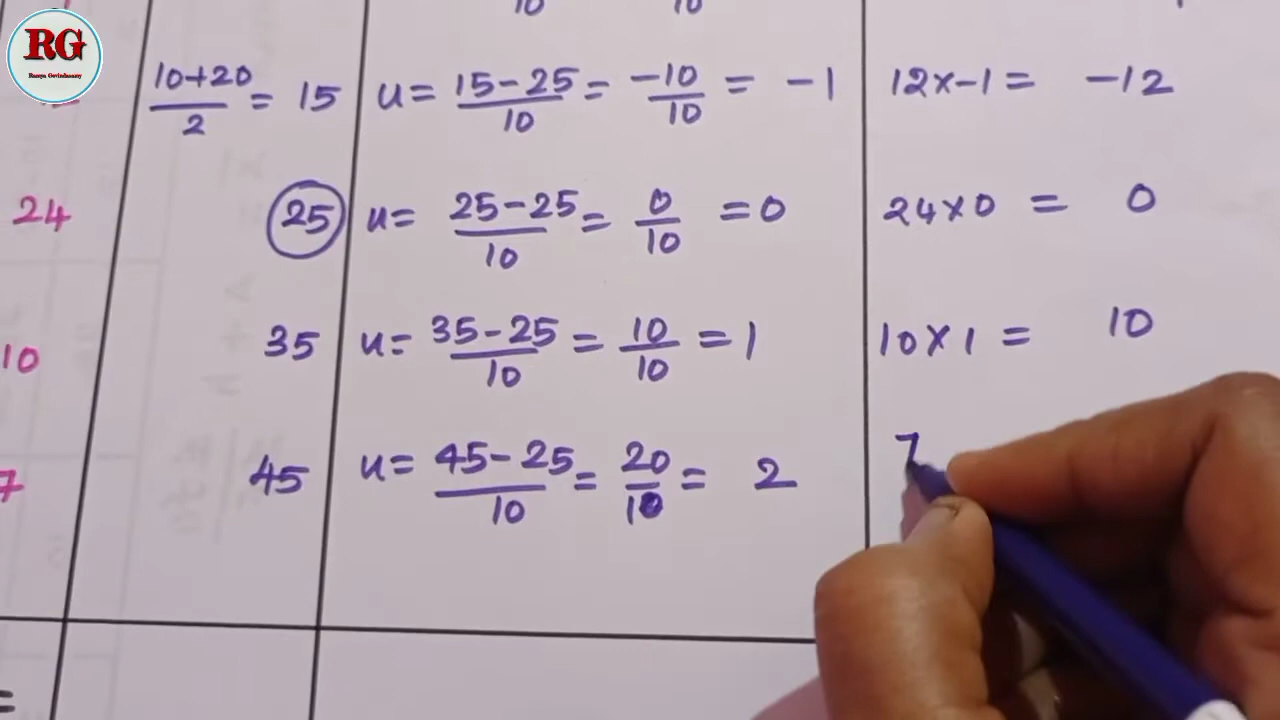 RG
Ramya Govindasamy
10+20/2 = 15 u = 15-25/10 = -10/10 = -1 12×-1 = -12
24 25 u = 25-25/10 = 0/10 = 0 24×0 = 0
10 35 u = 35-25/10 = 10/10 = 1 10×1 = 10
7 45 u = 45-25/10 = 20/10 = 2 7
=